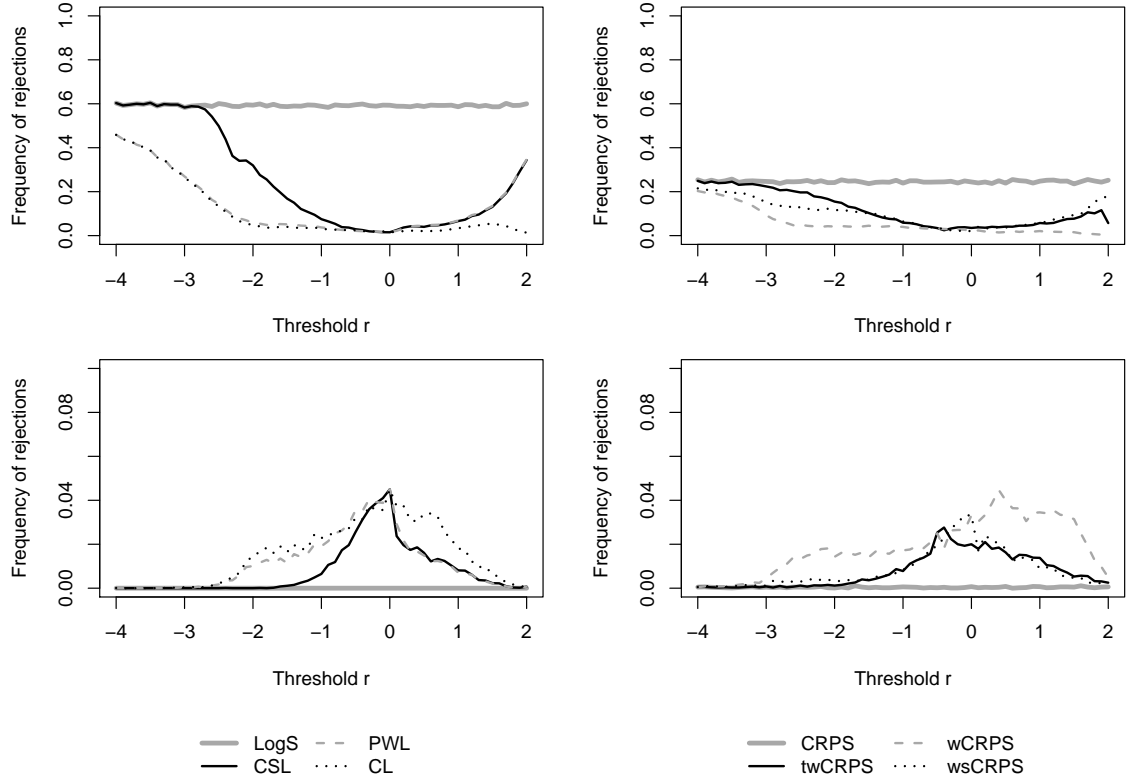 Frequency of rejections
0.0 0.2 0.4 0.6 0.8 1.0
−4 −3 −2 −1 0 1 2
Threshold r
Frequency of rejections
0.0 0.2 0.4 0.6 0.8 1.0
−4 −3 −2 −1 0 1 2
Threshold r
Frequency of rejections
0.00 0.04 0.08
−4 −3 −2 −1 0 1 2
Threshold r
Frequency of rejections
0.00 0.04 0.08
−4 −3 −2 −1 0 1 2
Threshold r
LogS PWL
CSL CL
CRPS wCRPS
twCRPS wsCRPS